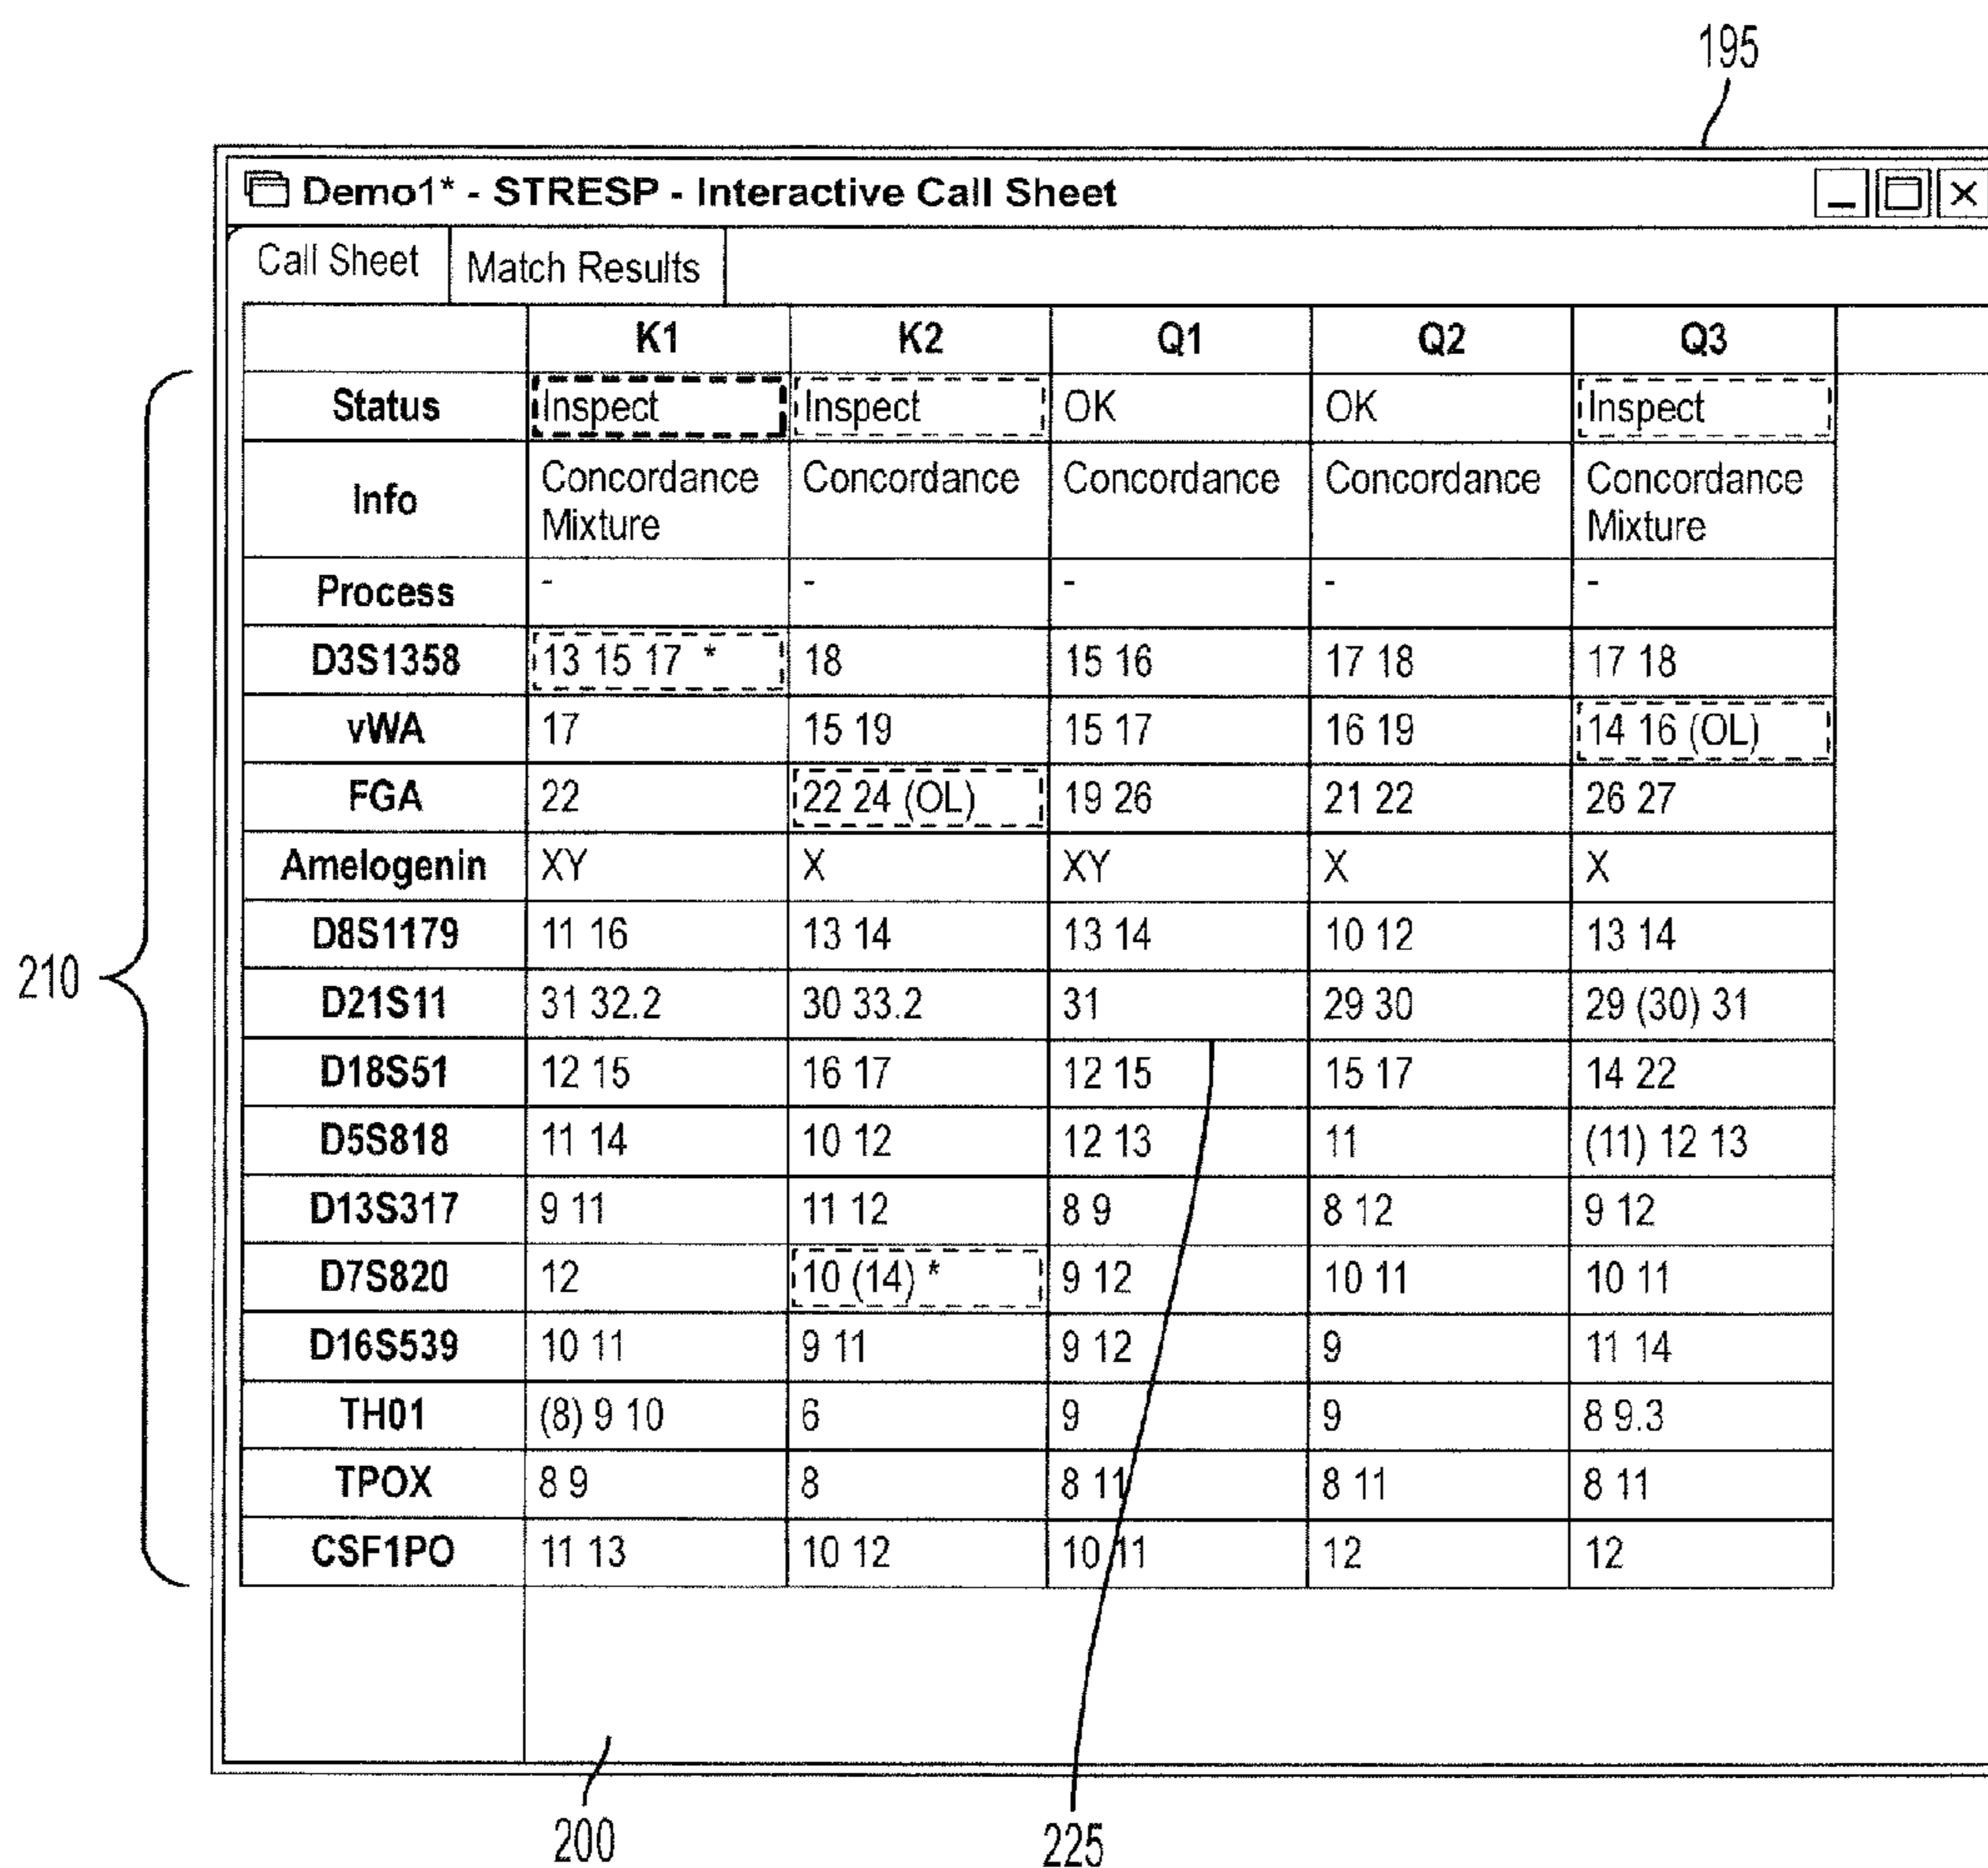 195
Demo1* - STRESP - Interactive Call Sheet
Call Sheet Match Results
K1 K2 Q1 Q2 Q3
Status Inspect Inspect OK OK Inspect
Info Concordance Mixture Concordance Concordance Concordance Concordance Mixture
Process - - - - -
D3S1358 13 15 17 * 18 15 16 17 18 17 18
vWA 17 15 19 15 17 16 19 14 16 (OL)
FGA 22 22 24 (OL) 19 26 21 22 26 27
Amelogenin XY X XY X X
D8S1179 11 16 13 14 13 14 10 12 13 14
210
D21S11 31 32.2 30 33.2 31 29 30 29 (30) 31
D18S51 12 15 16 17 12 15 15 17 14 22
D5S818 11 14 10 12 12 13 11 (11) 12 13
D13S317 9 11 11 12 8 9 8 12 9 12
D7S820 12 10 (14) * 9 12 10 11 10 11
D16S539 10 11 9 11 9 12 9 11 14
TH01 (8) 9 10 6 9 9 8 9.3
TPOX 8 9 8 8 11 8 11 8 11
CSF1PO 11 13 10 12 10 11 12 12
200
225